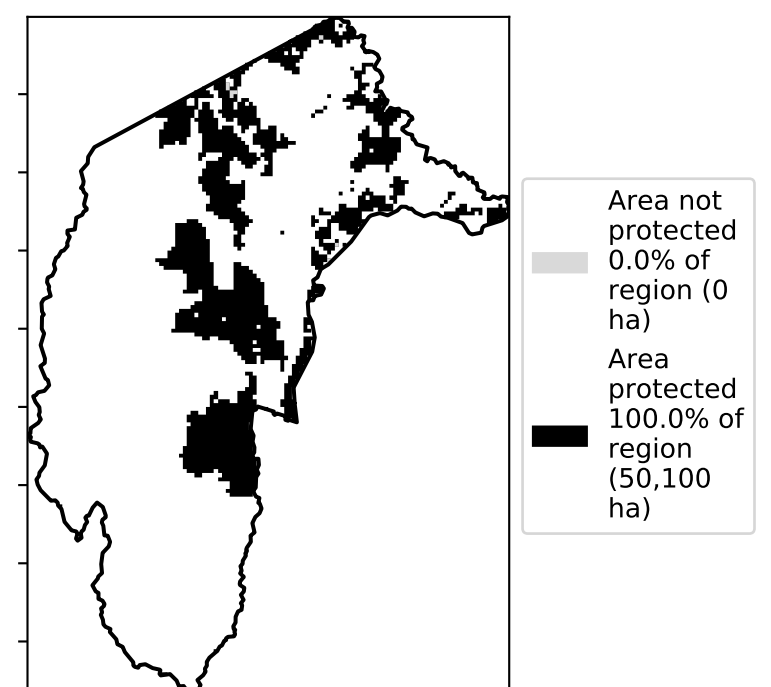 Area not
protected
0.0% of
region (0
ha)
Area
protected
100.0% of
region
(50,100
ha)